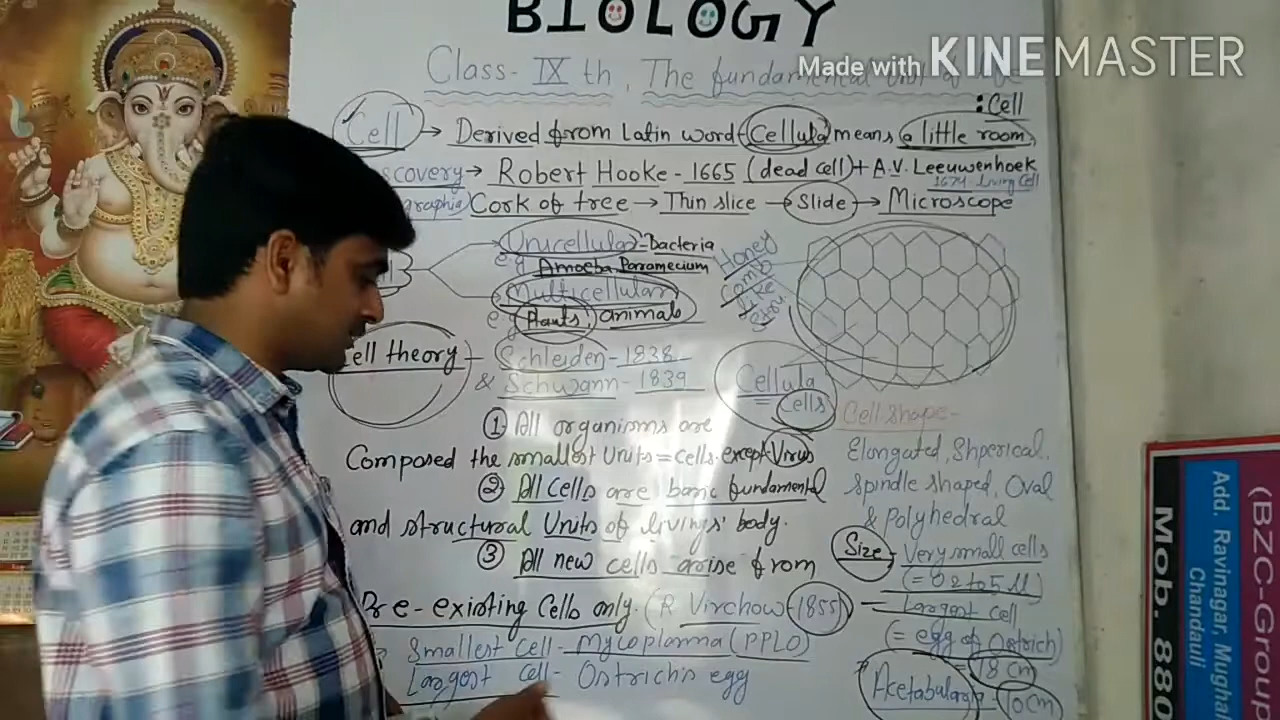 BIOLOGY
Made with KINEMASTER
Class- IX th, The fundamental
: Cell
Cell → Derived from Latin word - Cellula means a little room
scovery → Robert Hooke - 1665 (dead cell) + A.V. Leeuwenhoek
1674 living Cell
graphia) Cork of tree → Thin slice → Slide → Microscope
Unicellular - bacteria
e.g Amoeba Paramecium
Multicellular
e.g Plants animals
Honey
Comb
like
ell theory - Schleiden - 1838
& Schwann - 1839
Cellula
= Cells
① All organisms are
Composed the smallest Units = Cells except Virus
② All Cells are basic fundamental
and structural Units of livings' body.
③ All new cells arise from
Pre-existing Cells only. (R Virchow - 1855)
Smallest Cell - Mycoplasma (PPLO)
Largest Cell - Ostrich's egg
Cell shape -
Elongated, Shperical,
Spindle shaped, Oval
& Polyhedral
Size - Very small cells
Largest cell
(= egg of Ostrich)
= 18 cm
10 cm
(BZC-Group
Add. Ravinagar, Mughal
Chandauli
Mob. 880